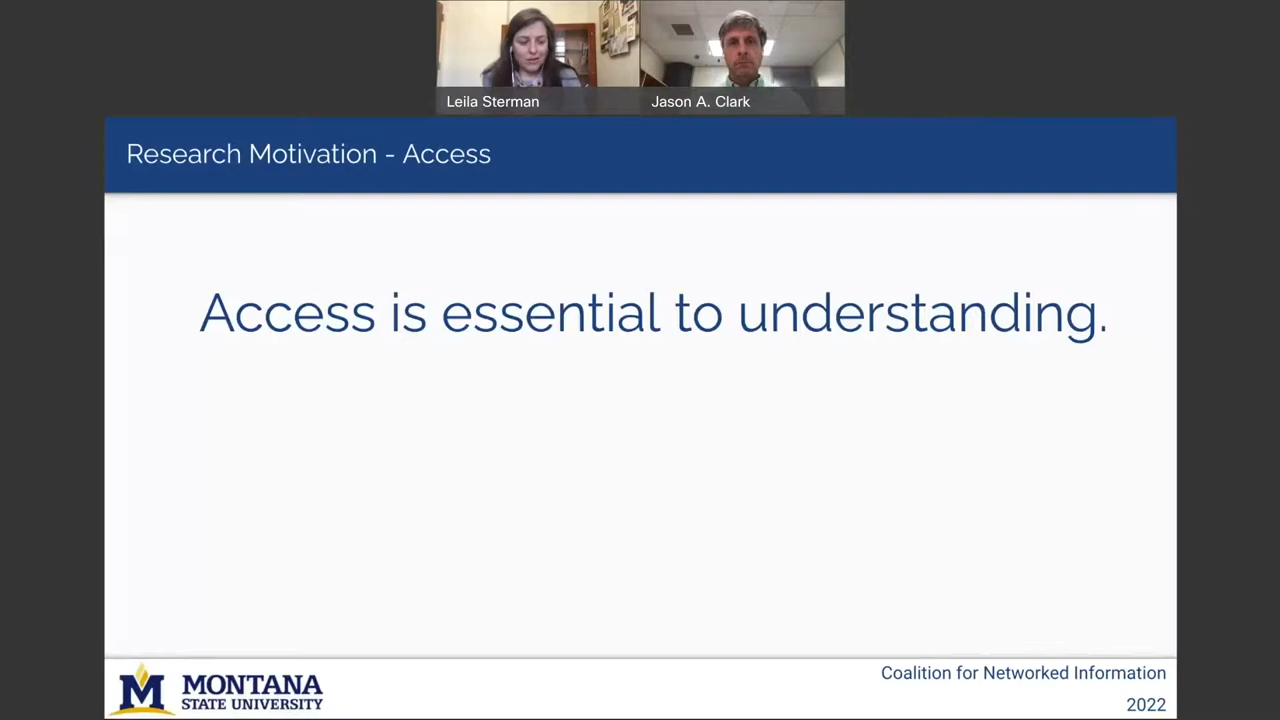 Leila Sterman
Jason A. Clark
Research Motivation - Access
Access is essential to understanding.
M MONTANA
STATE UNIVERSITY
Coalition for Networked Information
2022